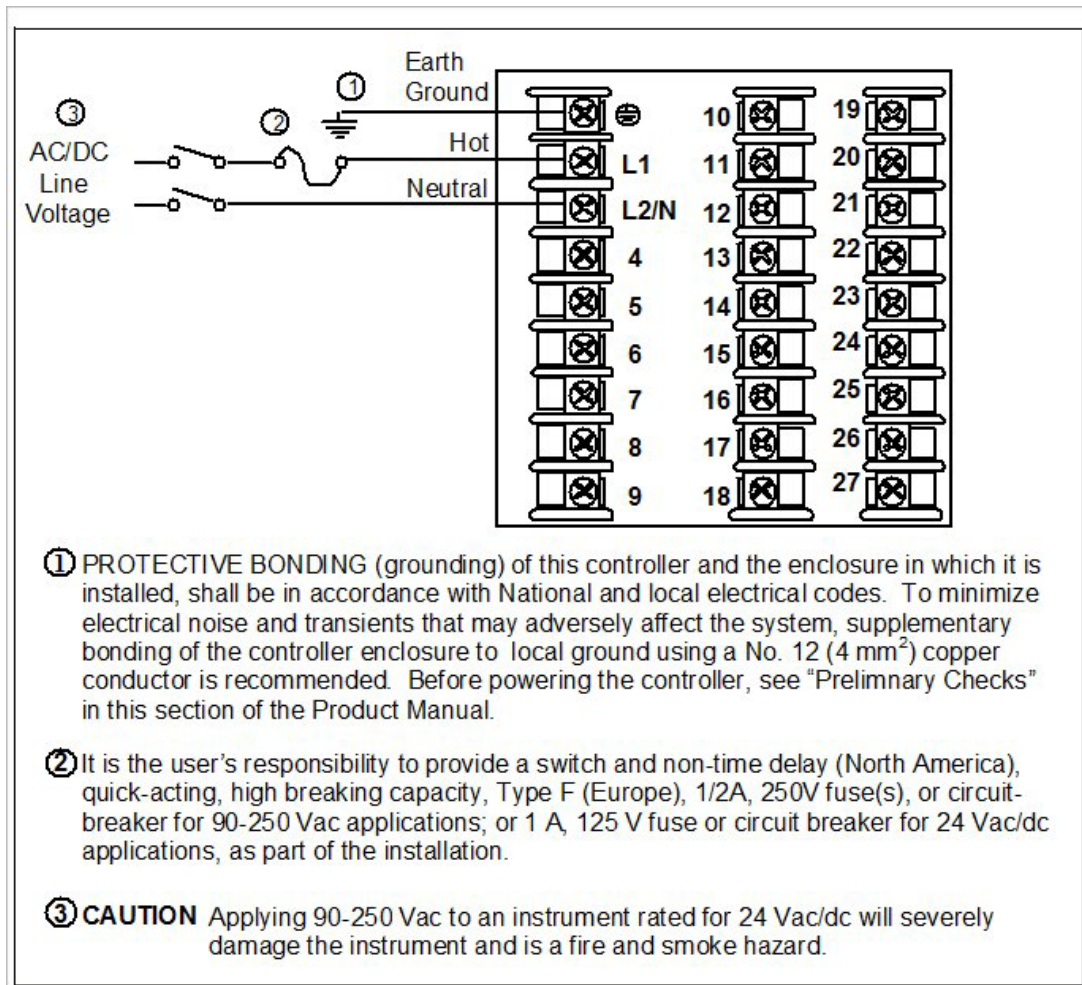 Earth
Ground
①
③
②
AC/DC
Line
Voltage
Hot
Neutral
L1
L2/N
4
5
6
7
8
9
10
11
12
13
14
15
16
17
18
19
20
21
22
23
24
25
26
27
① PROTECTIVE BONDING (grounding) of this controller and the enclosure in which it is
installed, shall be in accordance with National and local electrical codes. To minimize
electrical noise and transients that may adversely affect the system, supplementary
bonding of the controller enclosure to local ground using a No. 12 (4 mm²) copper
conductor is recommended. Before powering the controller, see “Prelimnary Checks”
in this section of the Product Manual.
② It is the user’s responsibility to provide a switch and non-time delay (North America),
quick-acting, high breaking capacity, Type F (Europe), 1/2A, 250V fuse(s), or circuit-
breaker for 90-250 Vac applications; or 1 A, 125 V fuse or circuit breaker for 24 Vac/dc
applications, as part of the installation.
③ CAUTION Applying 90-250 Vac to an instrument rated for 24 Vac/dc will severely
damage the instrument and is a fire and smoke hazard.